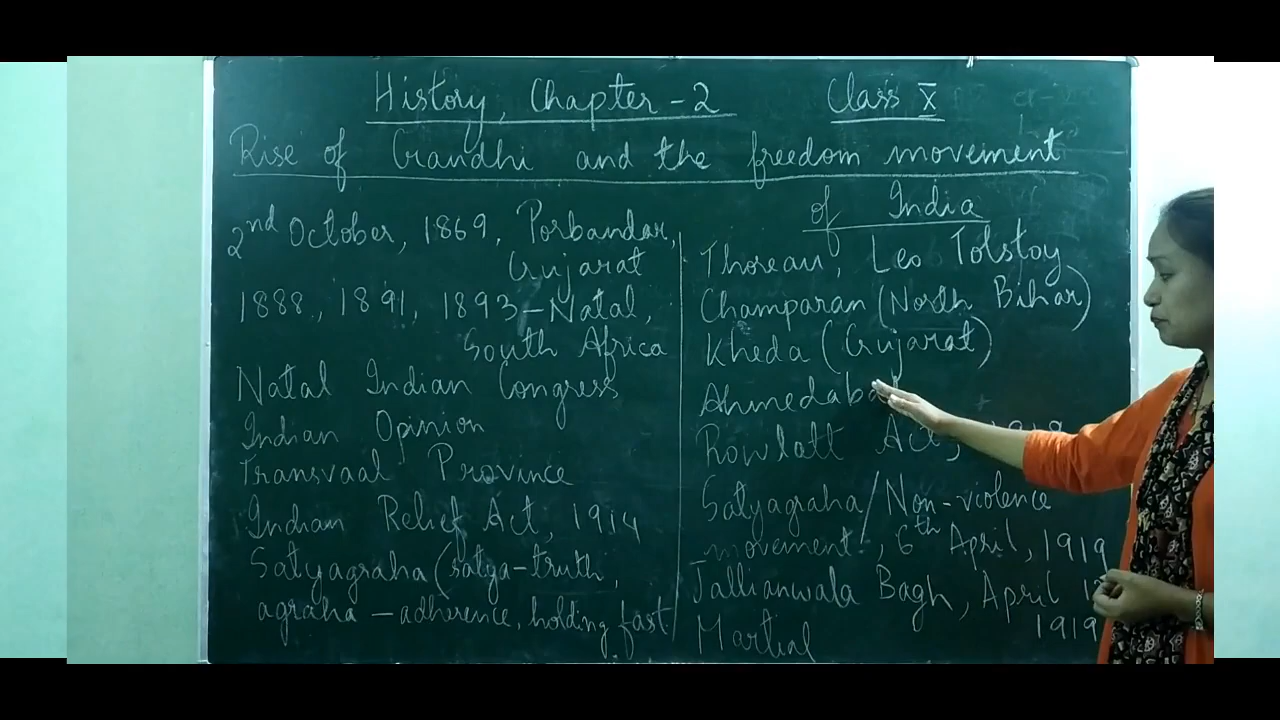 History, Chapter - 2 Class X
Rise of Gandhi and the freedom movement
of India
2nd October, 1869, Porbandar,
Gujarat
1888, 1891, 1893 - Natal,
South Africa
Natal Indian Congress
Indian Opinion
Transvaal Province
Indian Relief Act, 1914
Satyagraha (satya - truth,
agraha - adherence, holding fast
Thoreau, Leo Tolstoy
Champaran (North Bihar)
Kheda (Gujarat)
Rowlatt Act, 1919
Satyagraha / Non-violence
movement, 6th April, 1919
Jallianwala Bagh, April
1919
Martial